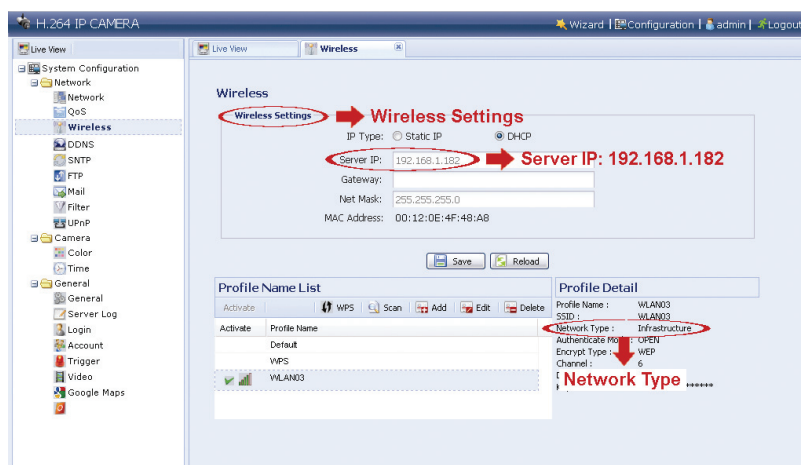 H.264 IP CAMERA
Wizard | Configuration | admin | Logout
Live View
System Configuration
Network
Network
QoS
Wireless
DDNS
SNTP
FTP
Mail
Filter
UPnP
Camera
Color
Time
General
General
Server Log
Login
Account
Trigger
Video
Google Maps
Live View
Wireless
Wireless
Wireless Settings
Wireless Settings
IP Type: Static IP DHCP
Server IP: 192.168.1.182
Server IP: 192.168.1.182
Gateway:
Net Mask: 255.255.255.0
MAC Address: 00:12:0E:4F:48:A8
Save Reload
Profile Name List
Activate WPS Scan Add Edit Delete
Activate Profile Name
Default
WPS
WLAN03
Profile Detail
Profile Name : WLAN03
SSID : WLAN03
Network Type : Infrastructure
Authenticate OPEN
Encrypt Type : WEP
Channel : 6
Network Type
******